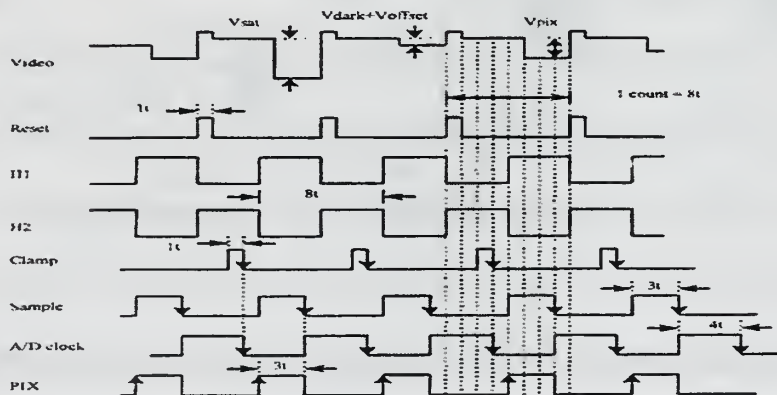 Vsat Vdark+Voffset Vpix
Video
1 count = 8t
1t
Reset
H1
8t
H2
1t
Clamp
3t
Sample
4t
A/D clock
3t
PIX